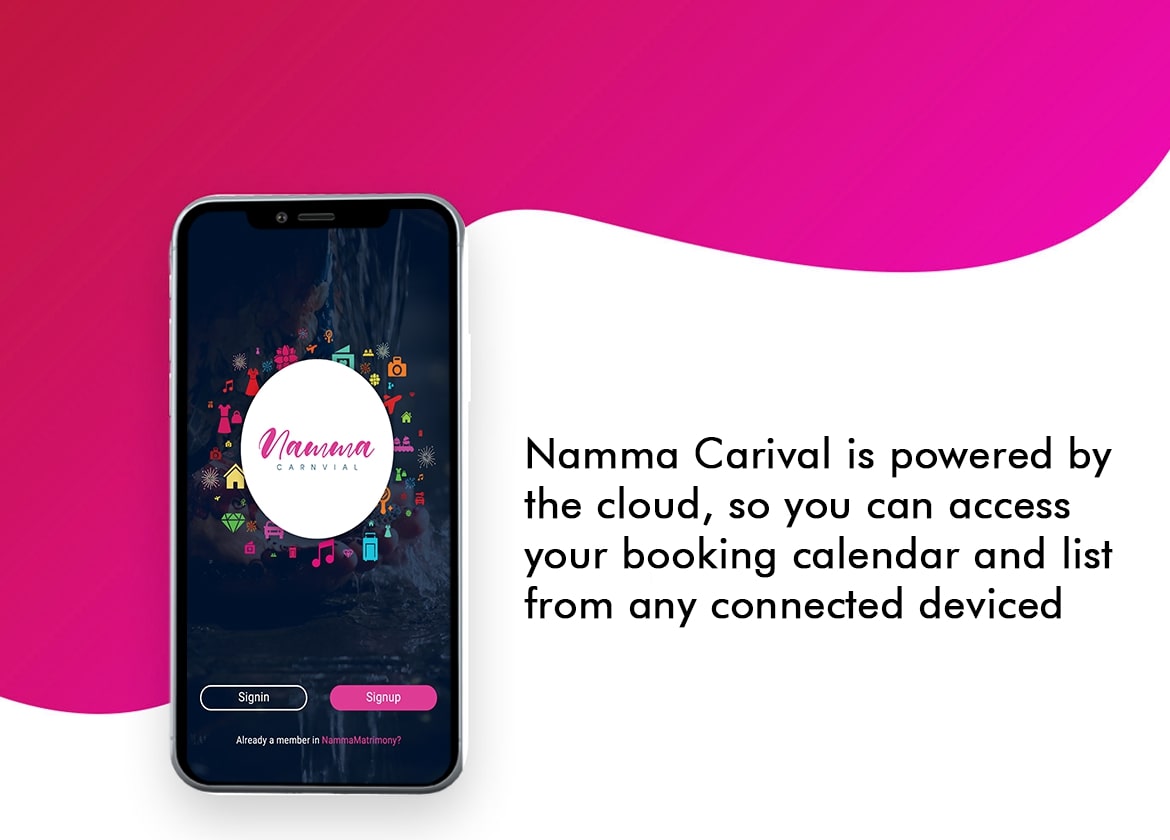 Namma
CARNVIAL
Signin
Signup
Already a member in NammaMatrimony?
Namma Carival is powered by
the cloud, so you can access
your booking calendar and list
from any connected deviced